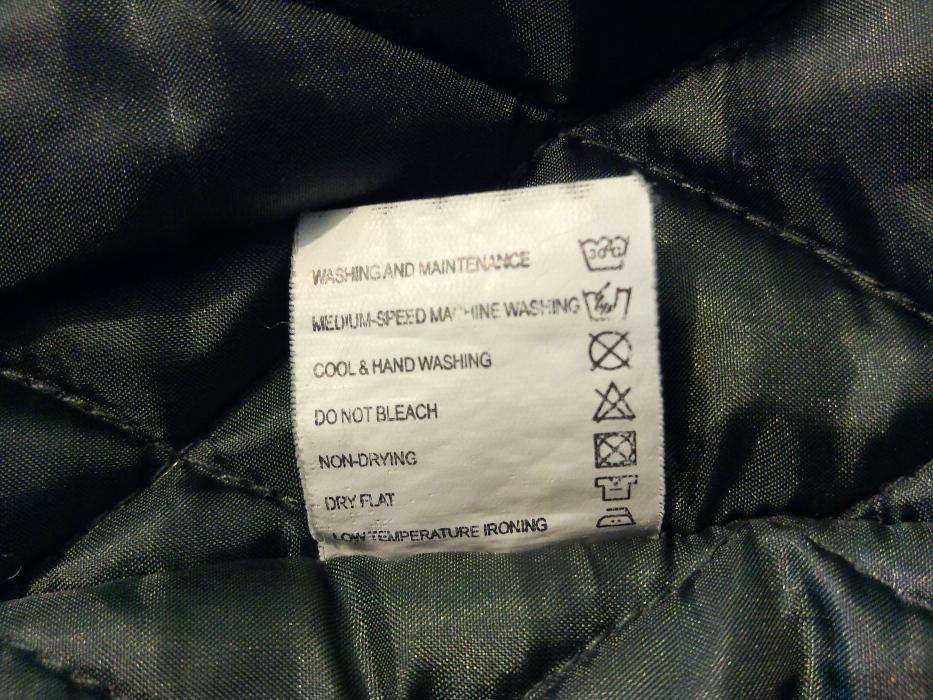 WASHING AND MAINTENANCE 30°C
MEDIUM-SPEED MACHINE WASHING
COOL & HAND WASHING
DO NOT BLEACH
NON-DRYING
DRY FLAT
LOW TEMPERATURE IRONING